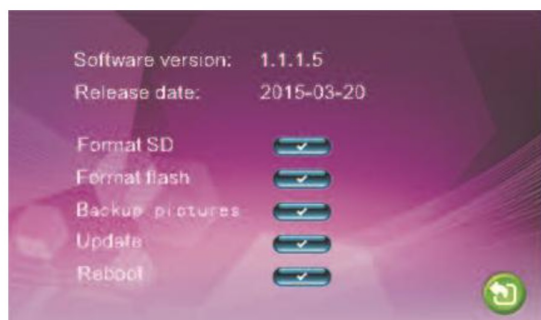 Software version: 1.1.1.5
Release date: 2015-03-20
Format SD
Format flash
Backup pictures
Update
Reboot